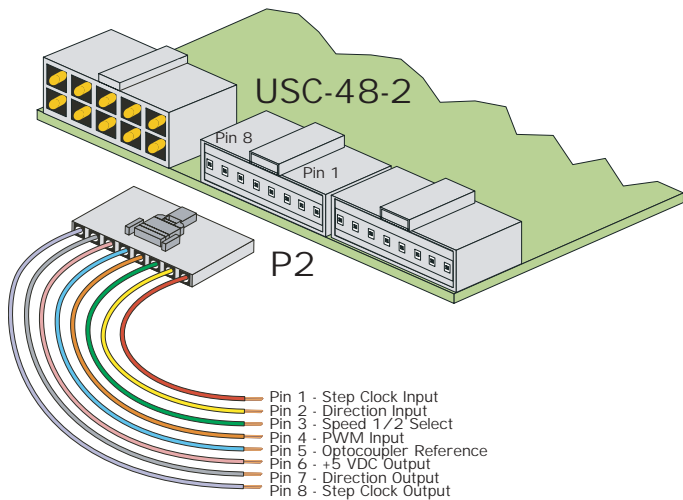 USC-48-2
Pin 8
Pin 1
P2
Pin 1 - Step Clock Input
Pin 2 - Direction Input
Pin 3 - Speed 1/2 Select
Pin 4 - PWM Input
Pin 5 - Optocoupler Reference
Pin 6 - +5 VDC Output
Pin 7 - Direction Output
Pin 8 - Step Clock Output